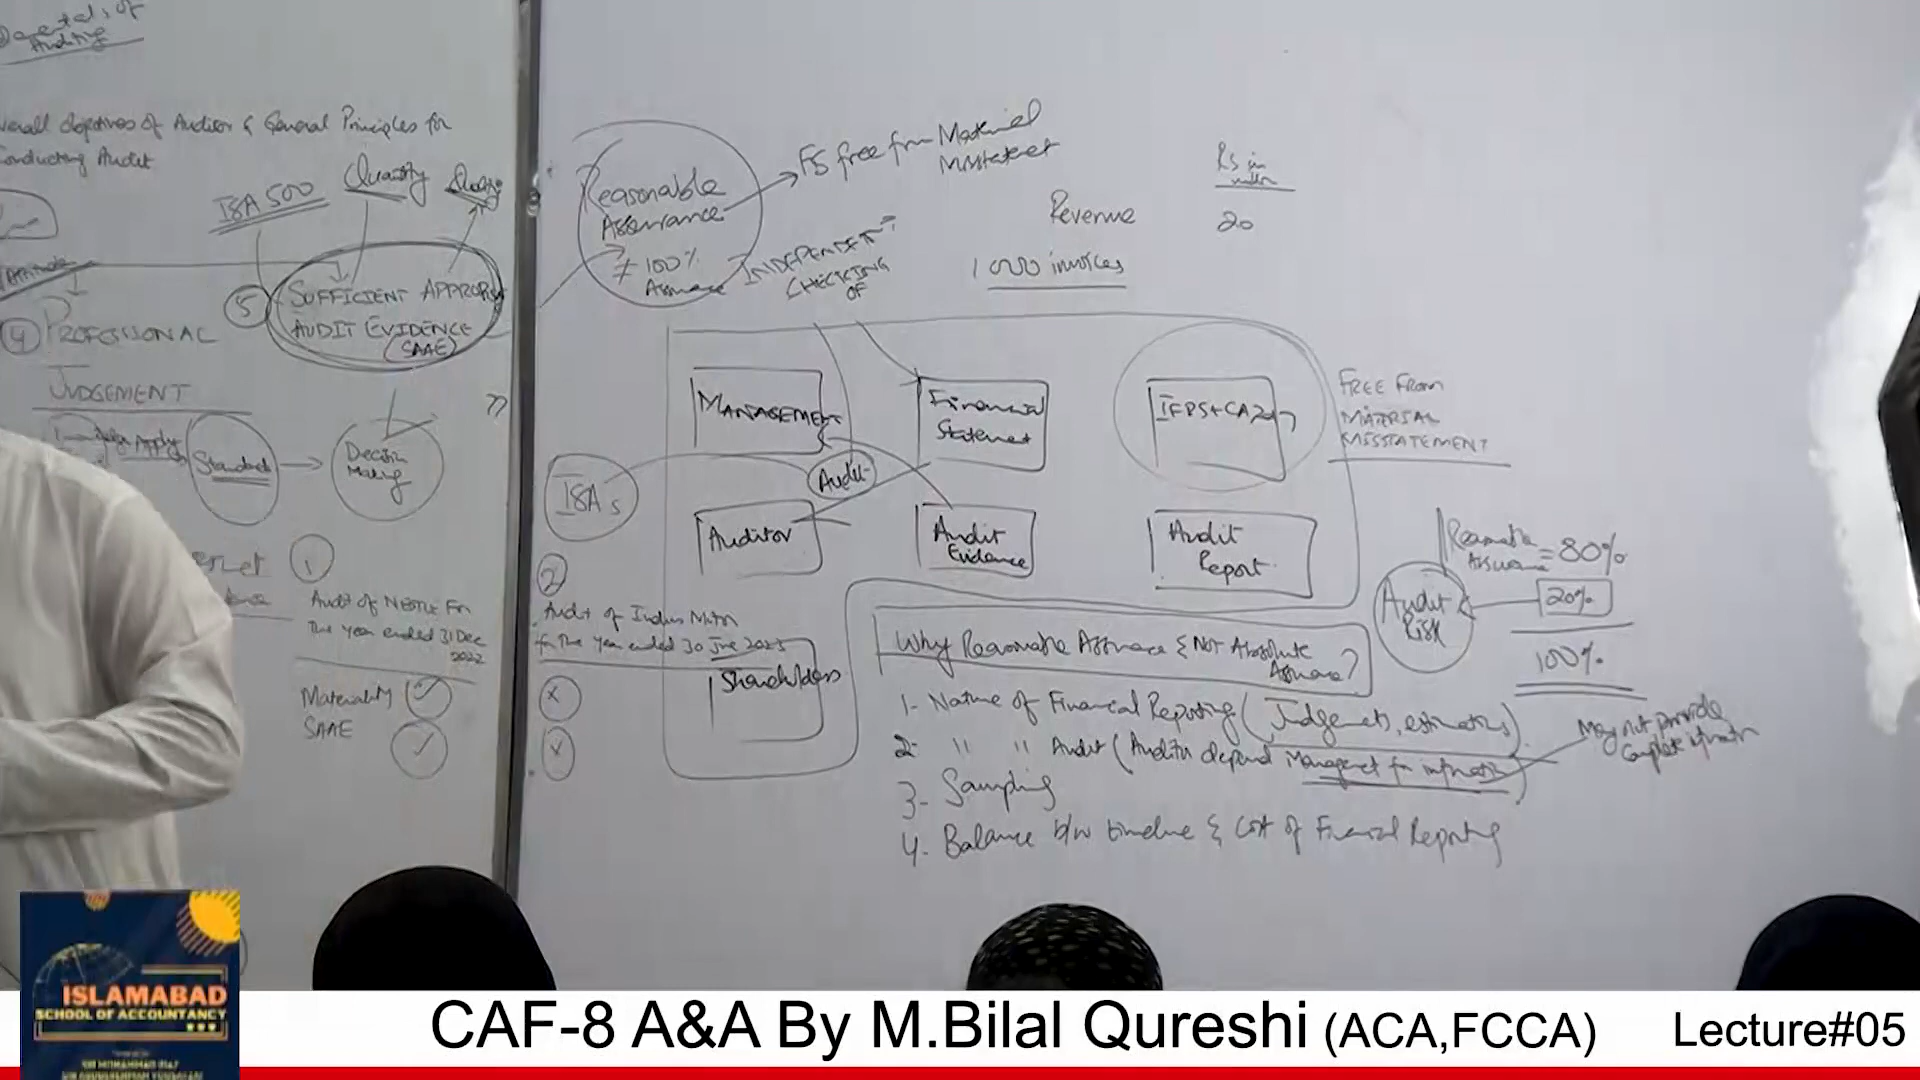 Auditing
Overall objectives of Auditor & General Principles for
Conducting Audit
ISA 500
Quantity
Quality
5
SUFFICIENT APPROPR
AUDIT EVIDENCE
(SAAE)
4 PROFESSIONAL
JUDGEMENT
Apply
Standard
Decision
Making
1
Audit of NESTLE For
The year ended 31 Dec
2022
Materiality ✓
SAAE ✓
Reasonable
Assurance
≠ 100%
Assurance
FS free from Material
Misstatement
INDEPENDENT
CHECKING
OF
Rs in
million
Revenue 20
1000 invoices
MANAGEMENT
Financial
Statement
IFRS+CA2017
FREE FROM
MATERIAL
MISSTATEMENT
ISAs
Audit
Auditor
Audit
Evidence
Audit
Report
2
Audit of Indus Motor
for The year ended 30 June 2023
Shareholders
Reasonable
Assurance = 80%
Audit
Risk
20%
100%
Why Reasonable Assurance & Not Absolute
Assurance?
1- Nature of Financial Reporting (Judgements, estimations)
2- " " Audit (Auditor depend Management for information)
May not provide
Complete information
3- Sampling
4- Balance b/w timeline & Cost of Financial Reporting
ISLAMABAD
SCHOOL OF ACCOUNTANCY
CAF-8 A&A By M.Bilal Qureshi (ACA,FCCA)
Lecture#05